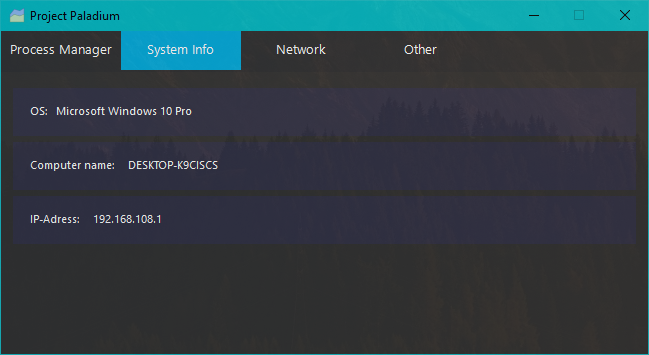 Project Paladium
Process Manager System Info Network Other
OS: Microsoft Windows 10 Pro
Computer name: DESKTOP-K9CISCS
IP-Adress: 192.168.108.1